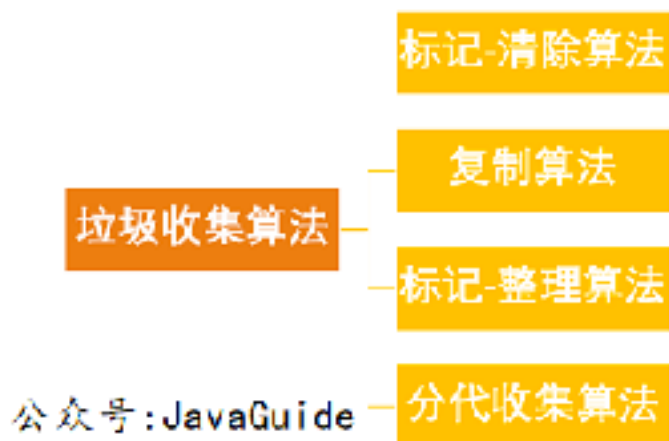 标记-清除算法
复制算法
垃圾收集算法
标记-整理算法
分代收集算法
公众号:JavaGuide